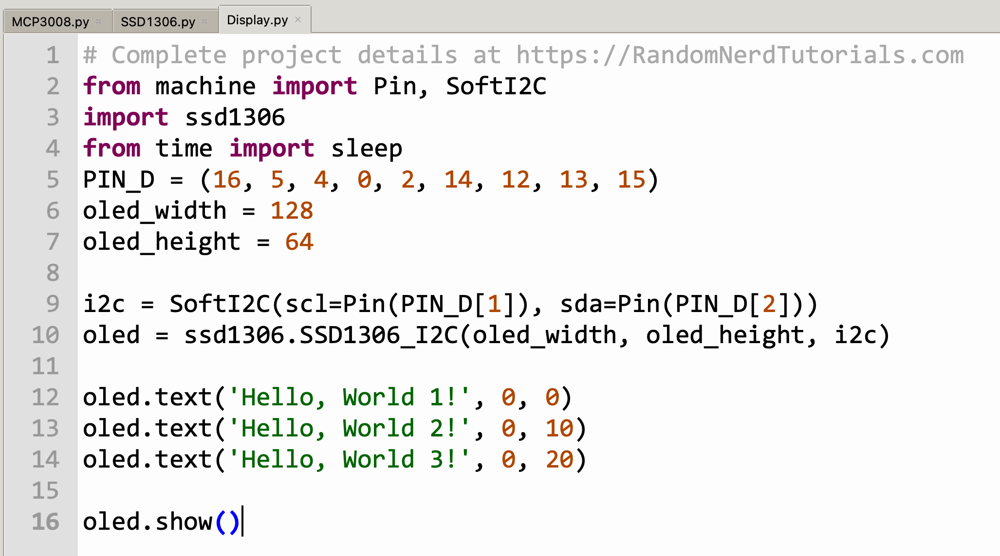 MCP3008.py × SSD1306.py × Display.py ×
1 # Complete project details at https://RandomNerdTutorials.com
2 from machine import Pin, SoftI2C
3 import ssd1306
4 from time import sleep
5 PIN_D = (16, 5, 4, 0, 2, 14, 12, 13, 15)
6 oled_width = 128
7 oled_height = 64
8
9 i2c = SoftI2C(scl=Pin(PIN_D[1]), sda=Pin(PIN_D[2]))
10 oled = ssd1306.SSD1306_I2C(oled_width, oled_height, i2c)
11
12 oled.text('Hello, World 1!', 0, 0)
13 oled.text('Hello, World 2!', 0, 10)
14 oled.text('Hello, World 3!', 0, 20)
15
16 oled.show()